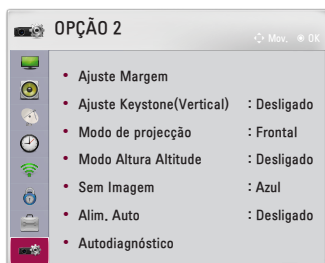 OPÇÃO 2
Mov. OK
• Ajuste Margem
• Ajuste Keystone(Vertical) : Desligado
• Modo de projecção : Frontal
• Modo Altura Altitude : Desligado
• Sem Imagem : Azul
• Alim. Auto : Desligado
• Autodiagnóstico